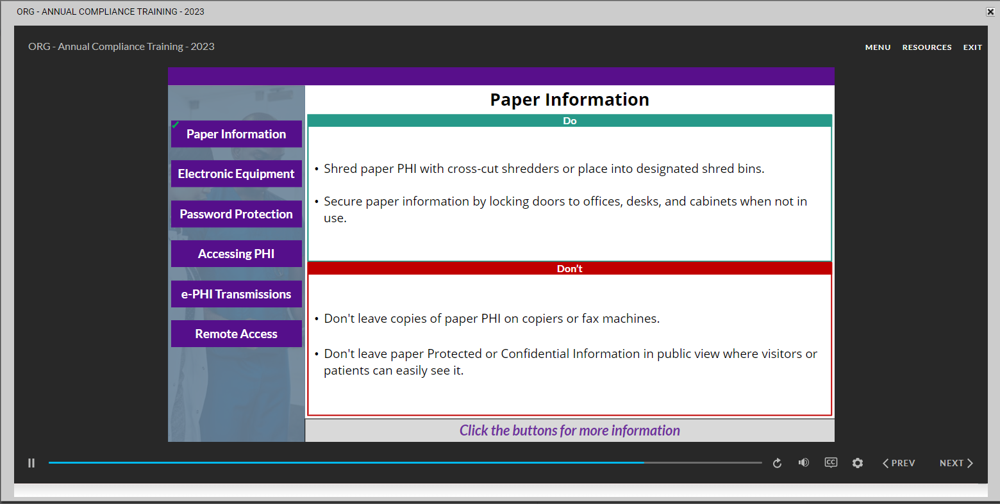 ORG - ANNUAL COMPLIANCE TRAINING - 2023
ORG - Annual Compliance Training - 2023
MENU RESOURCES EXIT
Paper Information
Electronic Equipment
Password Protection
Accessing PHI
e-PHI Transmissions
Remote Access
Paper Information
Do
• Shred paper PHI with cross-cut shredders or place into designated shred bins.
• Secure paper information by locking doors to offices, desks, and cabinets when not in
use.
Don't
• Don't leave copies of paper PHI on copiers or fax machines.
• Don't leave paper Protected or Confidential Information in public view where visitors or
patients can easily see it.
Click the buttons for more information
CC PREV NEXT